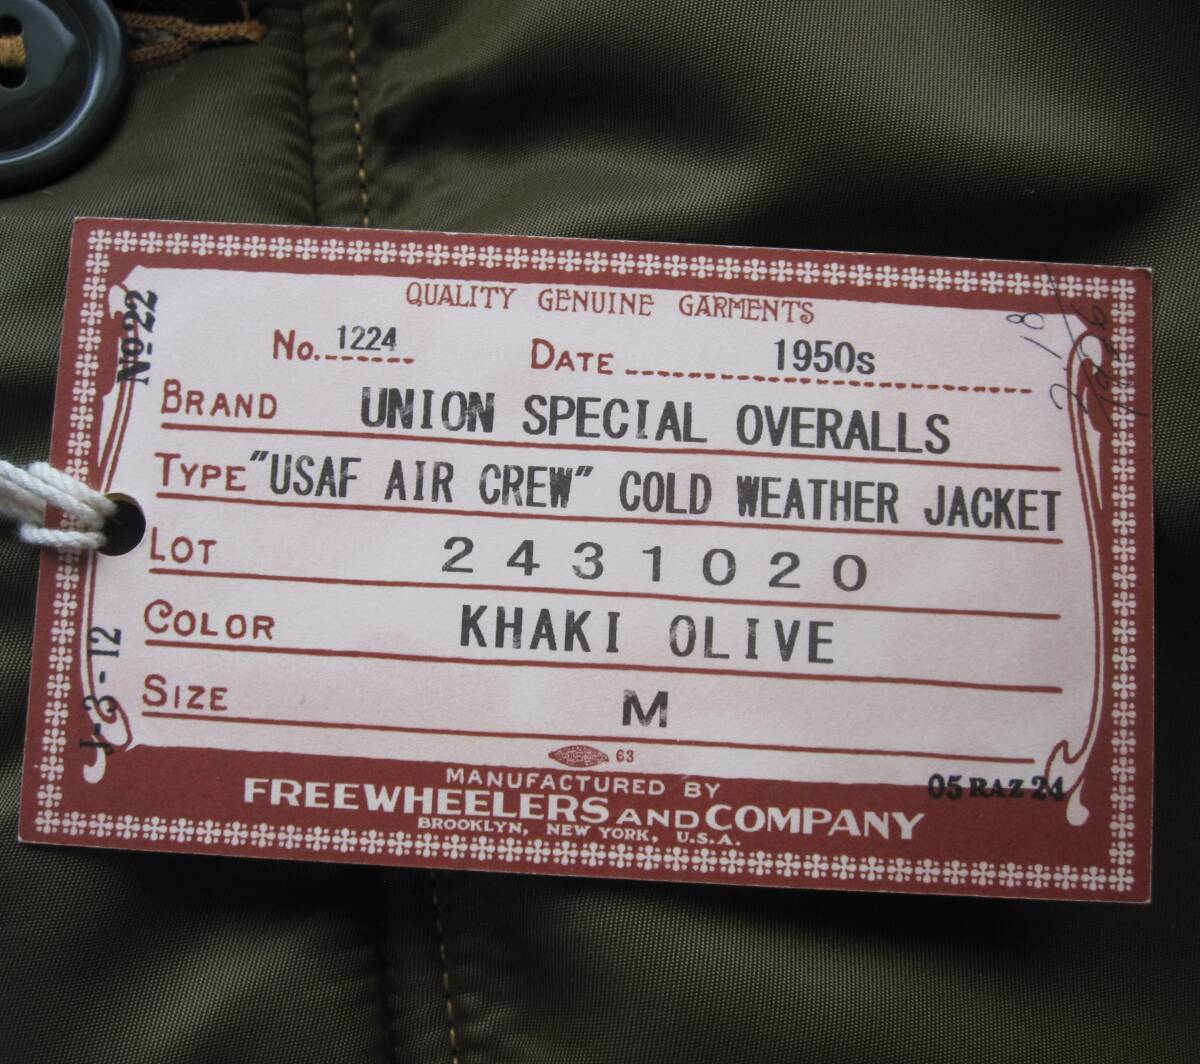 QUALITY GENUINE GARMENTS
No. 1224 DATE 1950s
BRAND UNION SPECIAL OVERALLS
TYPE "USAF AIR CREW" COLD WEATHER JACKET
LOT 2431020
COLOR KHAKI OLIVE
SIZE M
63
MANUFACTURED BY
FREEWHEELERS AND COMPANY
BROOKLYN, NEW YORK, U.S.A.
05 RAZ 24
No 22
J-3-12
1926